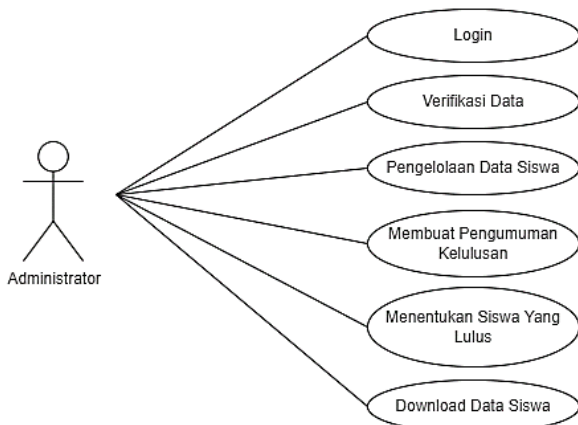 Login
Verifikasi Data
Pengelolaan Data Siswa
Membuat Pengumuman
Kelulusan
Menentukan Siswa Yang
Lulus
Download Data Siswa
Administrator